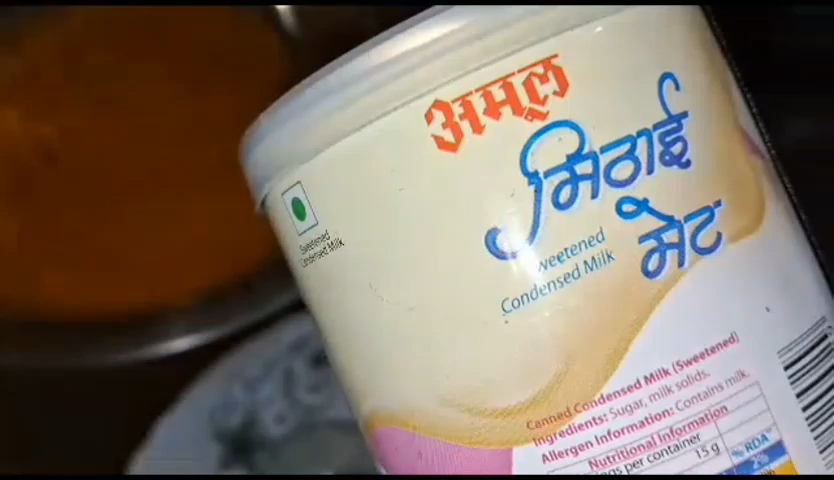 अमूल
मिठाई
मेट
Sweetened
Condensed Milk
Sweetened
Condensed Milk
Canned Condensed Milk (Sweetened)
Ingredients: Sugar, milk solids.
Allergen Information: Contains milk.
Nutritional Information
per container
15 g
% RDA
2%